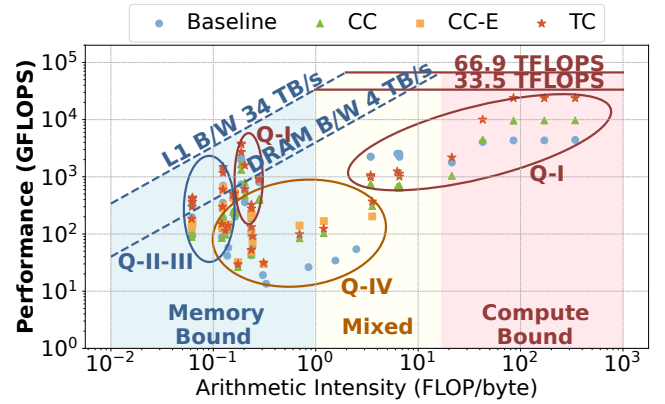 Baseline CC CC-E TC
Performance (GFLOPS)
10^5
10^4
10^3
10^2
10^1
10^0
66.9 TFLOPS
33.5 TFLOPS
L1 B/W 34 TB/s
DRAM B/W 4 TB/s
Q-I
Q-I
Q-II-III
Q-IV
Memory
Bound
Mixed
Compute
Bound
10^−2 10^−1 10^0 10^1 10^2 10^3
Arithmetic Intensity (FLOP/byte)